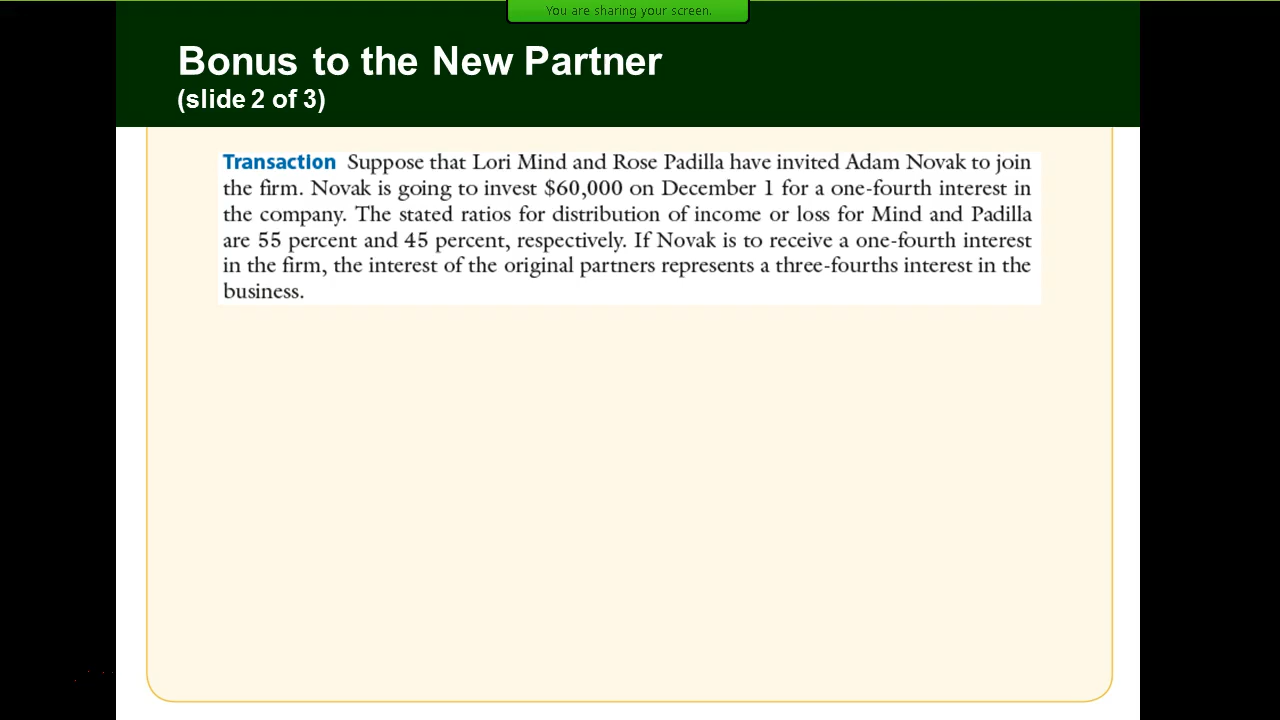 You are sharing your screen.
Bonus to the New Partner
(slide 2 of 3)
Transaction Suppose that Lori Mind and Rose Padilla have invited Adam Novak to join
the firm. Novak is going to invest $60,000 on December 1 for a one-fourth interest in
the company. The stated ratios for distribution of income or loss for Mind and Padilla
are 55 percent and 45 percent, respectively. If Novak is to receive a one-fourth interest
in the firm, the interest of the original partners represents a three-fourths interest in the
business.